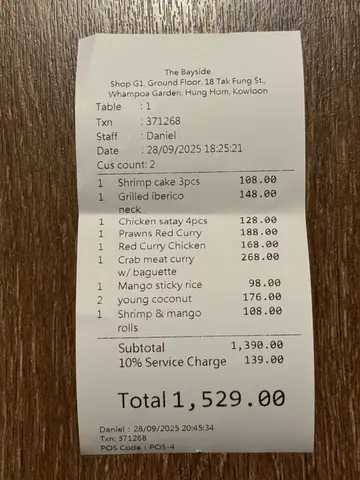 The Bayside
Shop G1, Ground Floor, 18 Tak Fung St.,
Whampoa Garden, Hung Hom, Kowloon
Table : 1
Txn : 371268
Staff : Daniel
Date : 28/09/2025 18:25:21
Cus count: 2
1 Shrimp cake 3pcs 108.00
1 Grilled iberico 148.00
neck
1 Chicken satay 4pcs 128.00
1 Prawns Red Curry 188.00
1 Red Curry Chicken 168.00
1 Crab meat curry 268.00
w/ baguette
1 Mango sticky rice 98.00
2 young coconut 176.00
1 Shrimp & mango 108.00
rolls
Subtotal 1,390.00
10% Service Charge 139.00
Total 1,529.00
Daniel : 28/09/2025 20:45:34
Txn: 371268
POS Code : POS-4